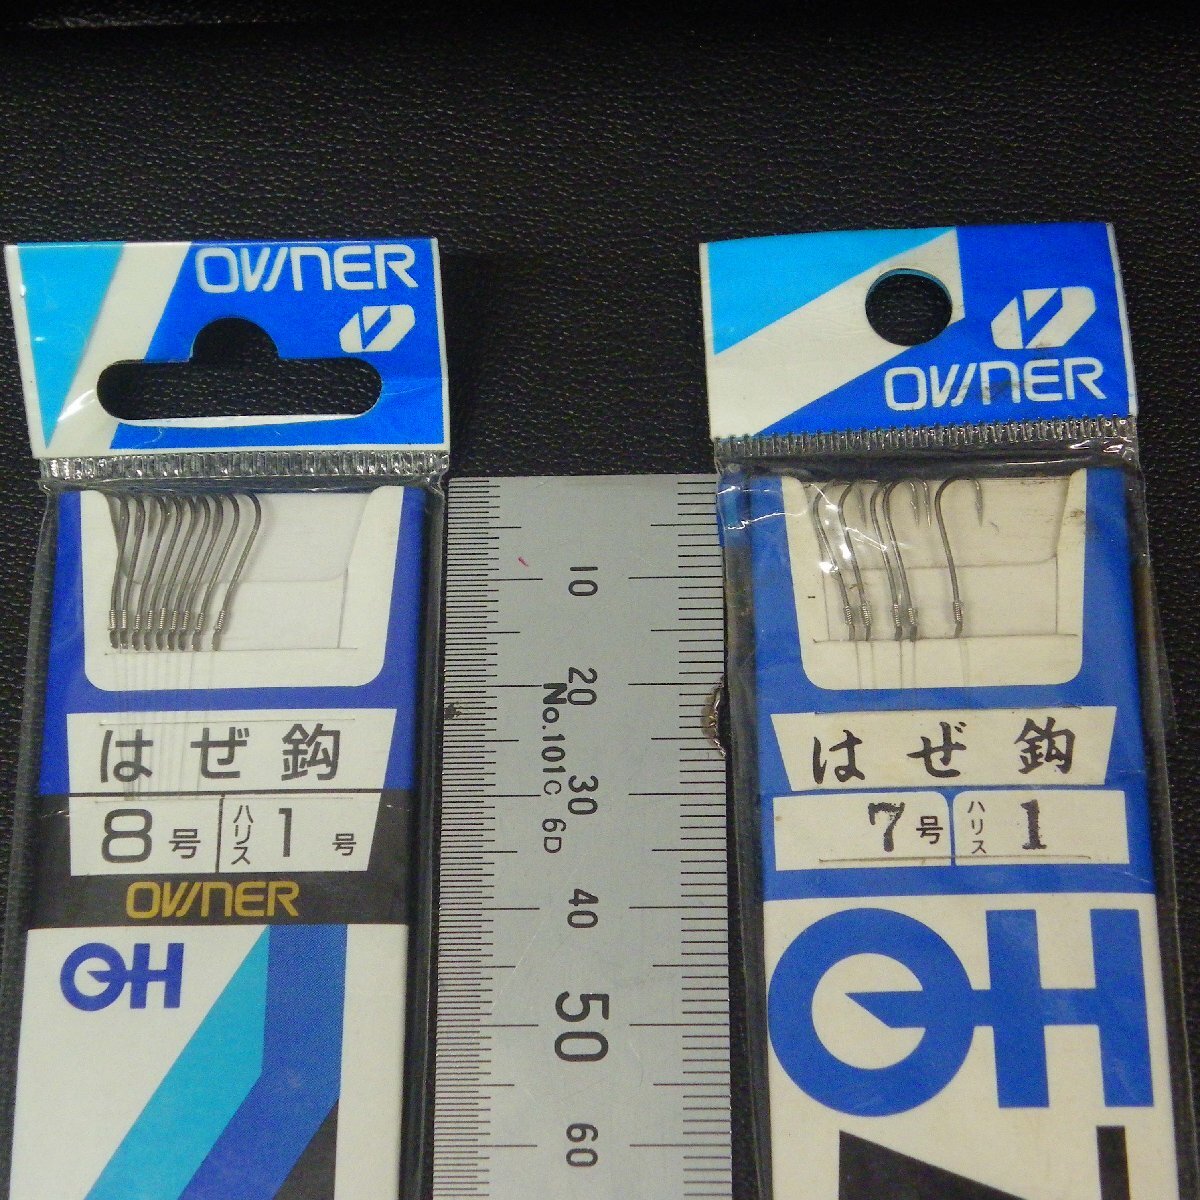 OWNER
はぜ鈎
8号 ハリス 1号
OWNER
OH
10
20
30
40
50
60
No.101C 6D
OWNER
はぜ鈎
7号 ハリス 1
OH